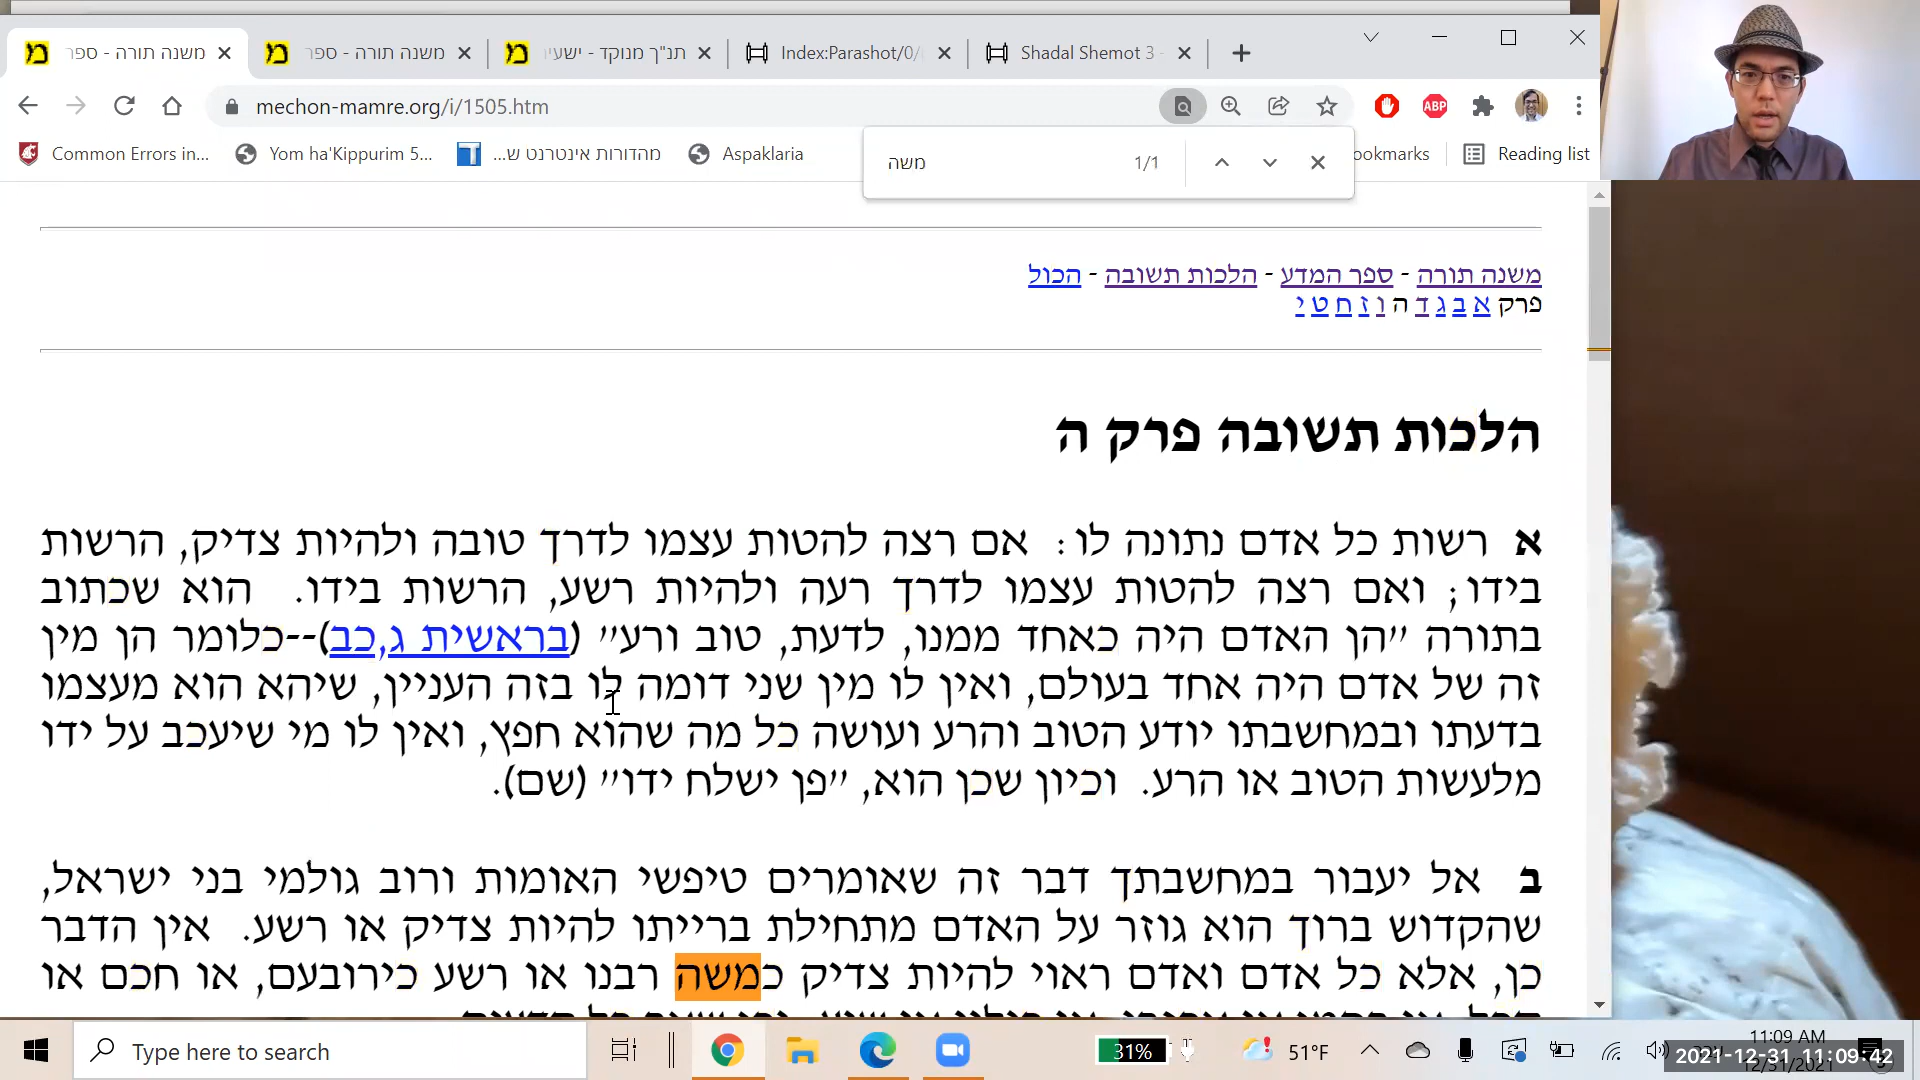 משנה תורה - ספר
משנה תורה - ספר
תנ"ך מנוקד - ישעי
Index:Parashot/0/
Shadal Shemot 3 -
mechon-mamre.org/i/1505.htm
ABP
Common Errors in...
Yom ha'Kippurim 5...
מהדורות אינטרנט ש...
Aspaklaria
ookmarks
Reading list
משה
1/1
משנה תורה - ספר המדע - הלכות תשובה - הכול
פרק א ב ג ד ה ו ז ח ט י
הלכות תשובה פרק ה
א רשות כל אדם נתונה לו: אם רצה להטות עצמו לדרך טובה ולהיות צדיק, הרשות
בידו; ואם רצה להטות עצמו לדרך רעה ולהיות רשע, הרשות בידו. הוא שכתוב
בתורה "הן האדם היה כאחד ממנו, לדעת, טוב ורע" (בראשית ג,כב)--כלומר הן מין
זה של אדם היה אחד בעולם, ואין לו מין שני דומה לו בזה העניין, שיהא הוא מעצמו
בדעתו ובמחשבתו יודע הטוב והרע ועושה כל מה שהוא חפץ, ואין לו מי שיעכב על ידו
מלעשות הטוב או הרע. וכיון שכן הוא, "פן ישלח ידו" (שם).
ב אל יעבור במחשבתך דבר זה שאומרים טיפשי האומות ורוב גולמי בני ישראל,
שהקדוש ברוך הוא גוזר על האדם מתחילת ברייתו להיות צדיק או רשע. אין הדבר
כן, אלא כל אדם ואדם ראוי להיות צדיק כמשה רבנו או רשע כירובעם, או חכם או
Type here to search
31%
51°F
11:09 AM
2021-12-31 11:09:42